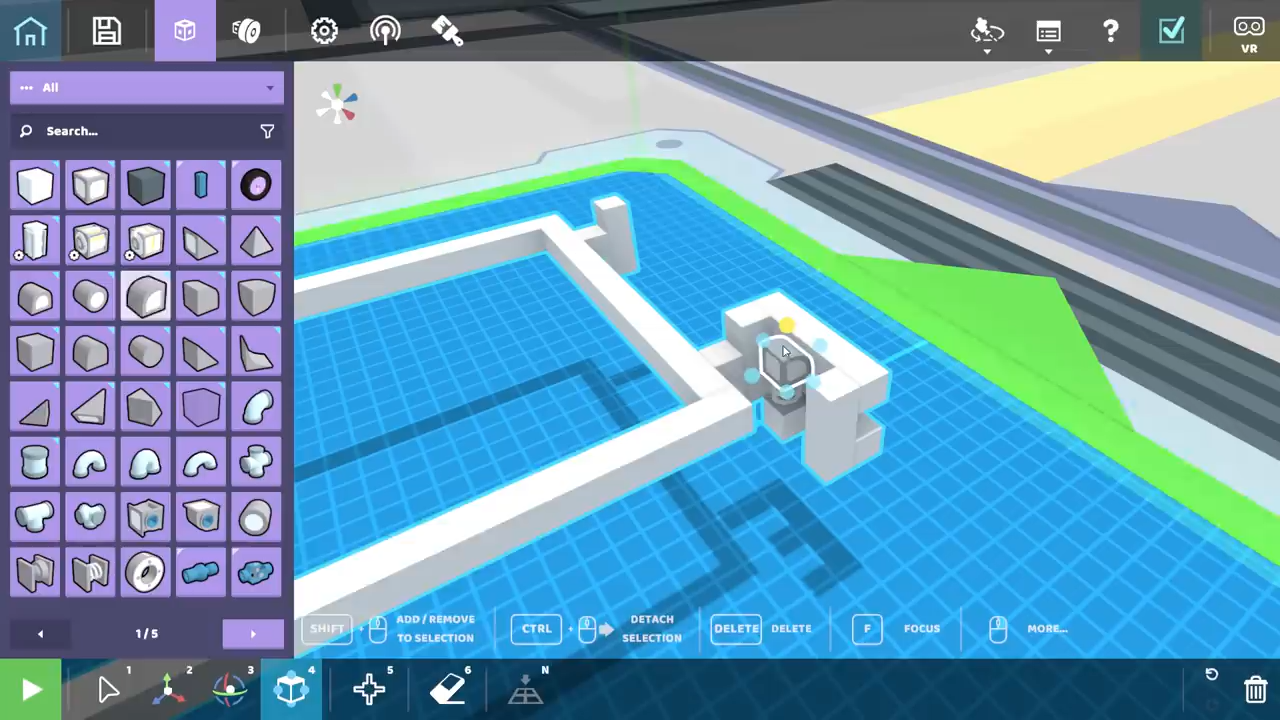 VR
... All
Search...
1/5
SHIFT
ADD / REMOVE
TO SELECTION
CTRL
DETACH
SELECTION
DELETE
DELETE
F
FOCUS
MORE...
1
2
3
4
5
6
N